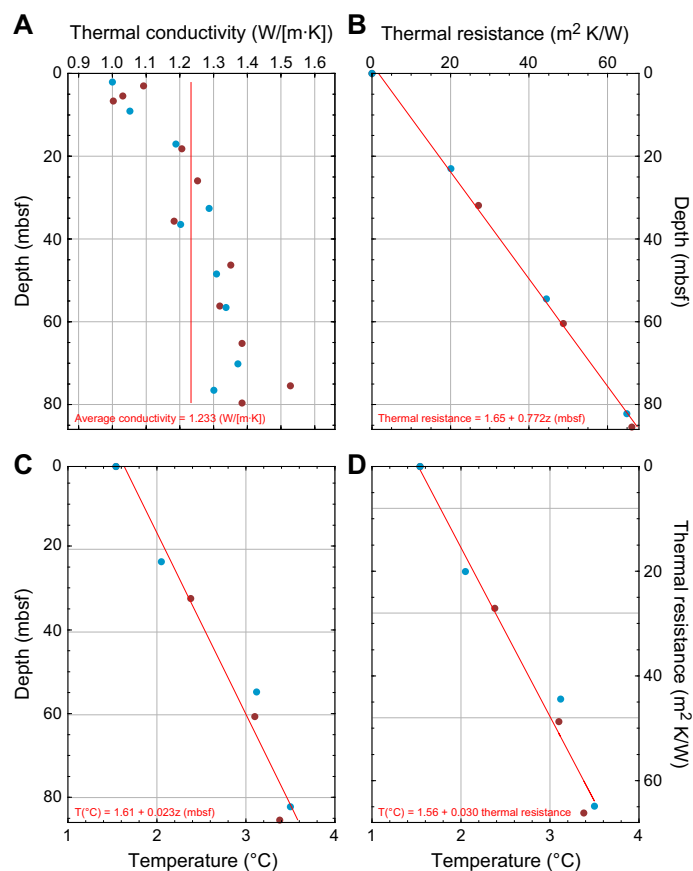 A
Thermal conductivity (W/[m·K])
0.9 1.0 1.1 1.2 1.3 1.4 1.5 1.6
0
20
40
60
80
Depth (mbsf)
Average conductivity = 1.233 (W/[m·K])
B
Thermal resistance (m² K/W)
0 20 40 60
0
20
40
60
80
Depth (mbsf)
Thermal resistance = 1.65 + 0.772z (mbsf)
C
0
20
40
60
80
Depth (mbsf)
T(°C) = 1.61 + 0.023z (mbsf)
1 2 3 4
Temperature (°C)
D
0
20
40
60
Thermal resistance (m² K/W)
T(°C) = 1.56 + 0.030 thermal resistance
1 2 3 4
Temperature (°C)